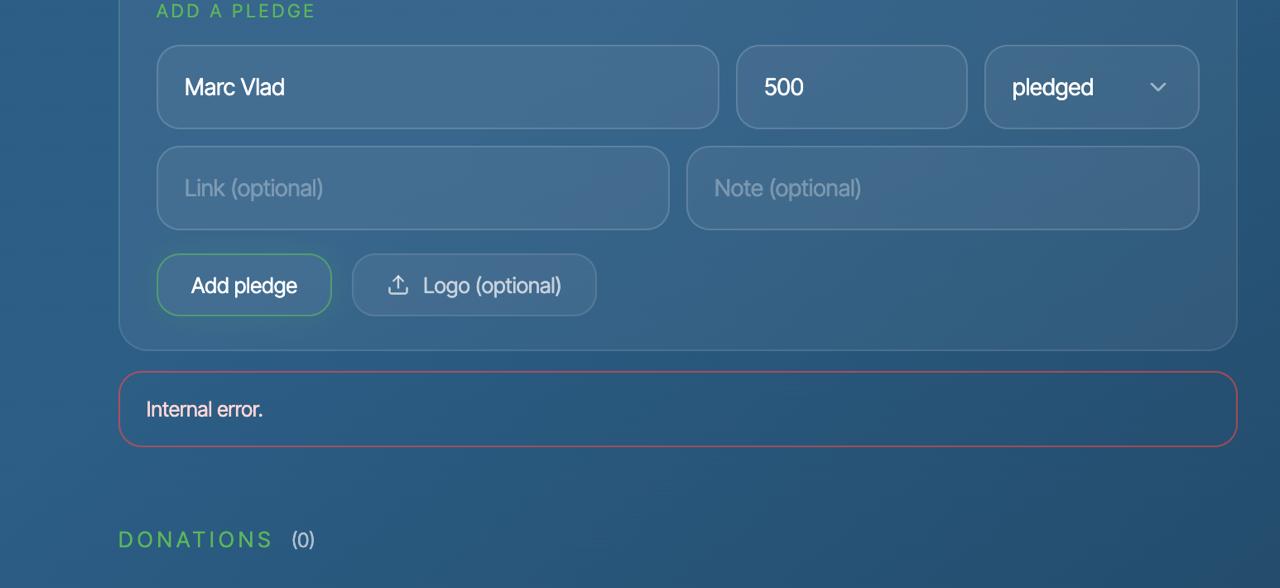 ADD A PLEDGE
Marc Vlad 500 pledged
Link (optional) Note (optional)
Add pledge Logo (optional)
Internal error.
DONATIONS (0)